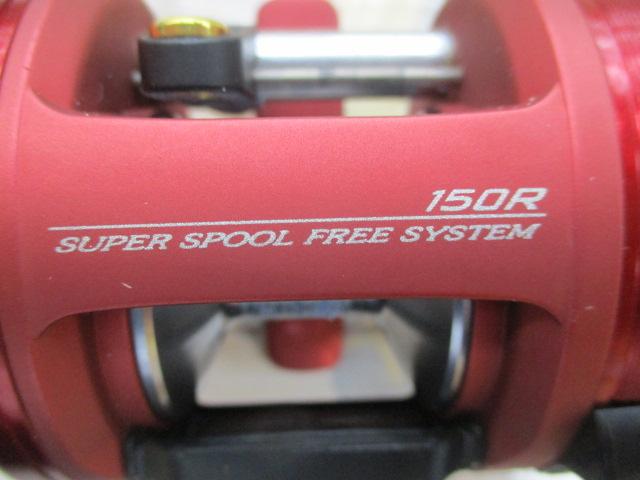 150R
SUPER SPOOL FREE SYSTEM